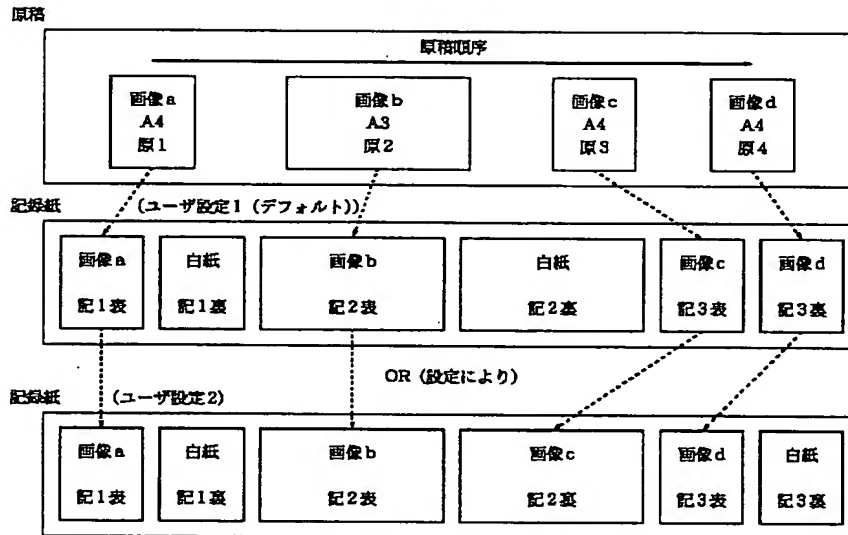 原稿
原稿順序
画像a 画像b 画像c 画像d
A4 A3 A4 A4
原1 原2 原3 原4
記録紙 (ユーザ設定1(デフォルト))
画像a 白紙 画像b 白紙 画像c 画像d
記1表 記1裏 記2表 記2裏 記3表 記3裏
OR(設定により)
記録紙 (ユーザ設定2)
画像a 白紙 画像b 画像c 画像d 白紙
記1表 記1裏 記2表 記2裏 記3表 記3裏